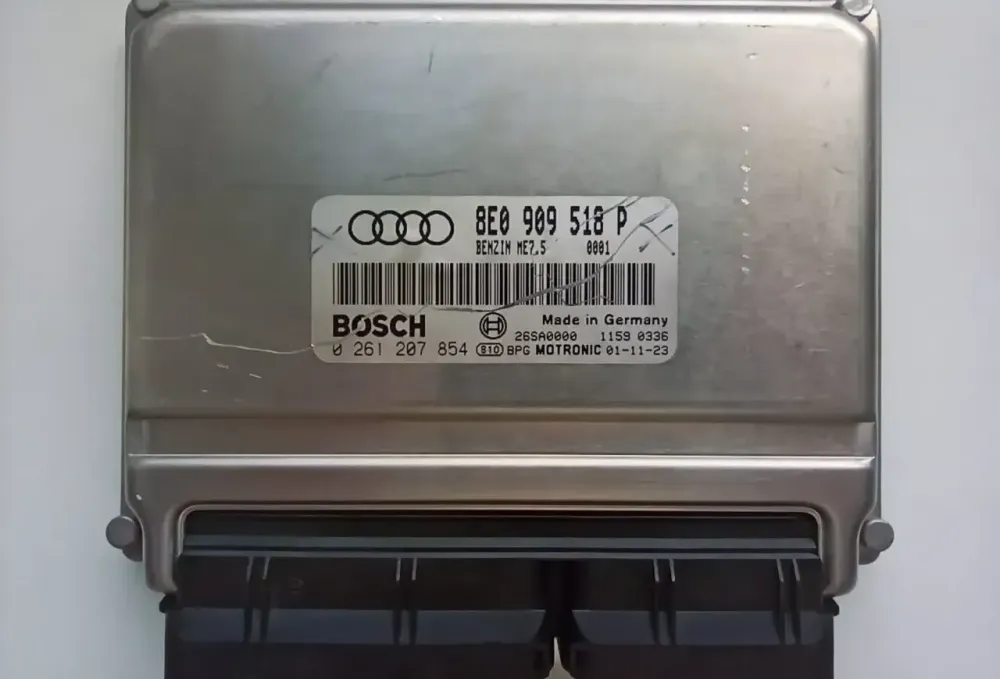 8E0 909 518 P
BENZIN ME7.5 0001
BOSCH Made in Germany
26SA0000 1159 0336
0 261 207 854 S10 BPG MOTRONIC 01-11-23